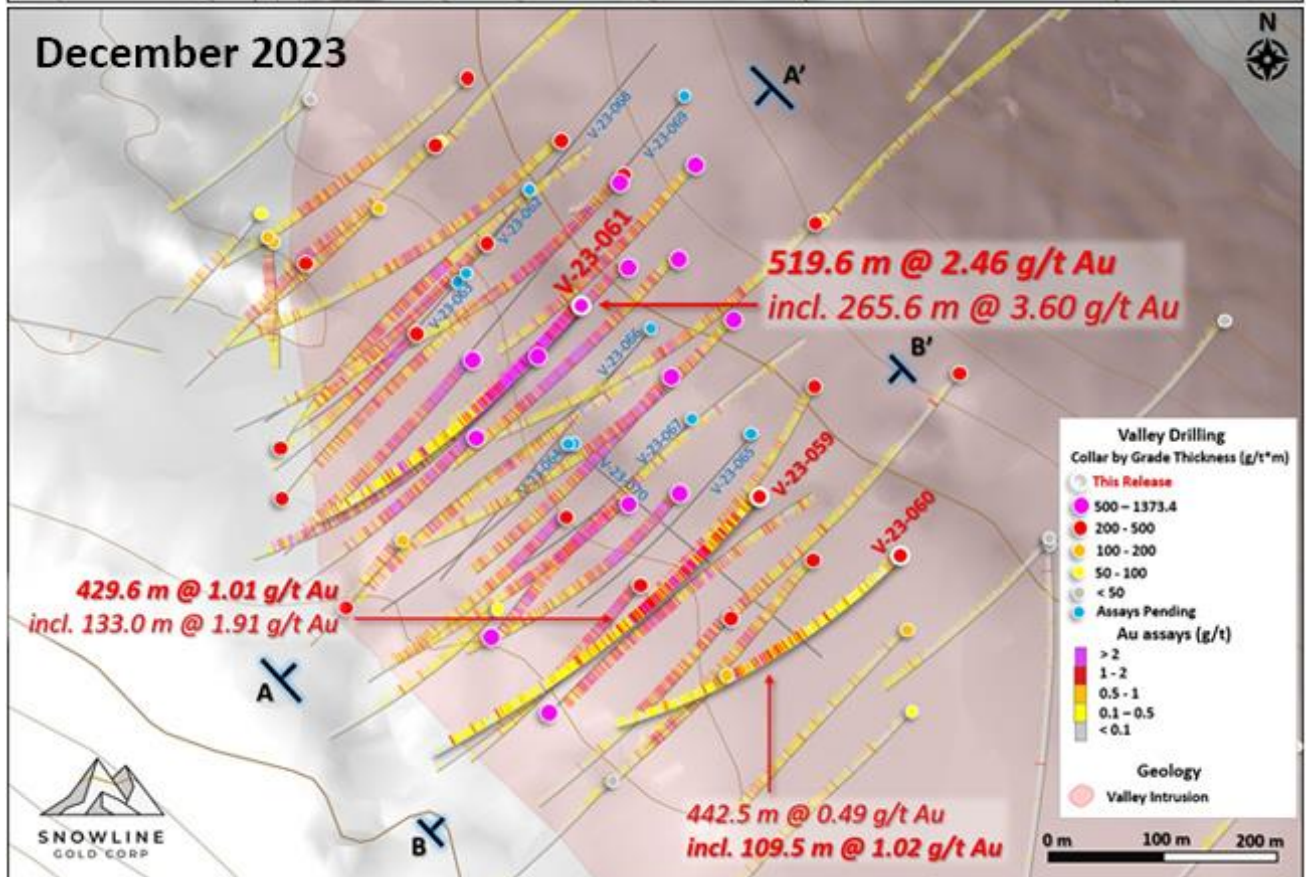 December 2023
N
A'
V-23-068
V-23-069
V-23-062
V-23-061
V-23-063
519.6 m @ 2.46 g/t Au
incl. 265.6 m @ 3.60 g/t Au
V-23-066
B'
V-23-067
V-23-064
V-23-070
V-23-065
V-23-059
V-23-060
429.6 m @ 1.01 g/t Au
incl. 133.0 m @ 1.91 g/t Au
A
B
442.5 m @ 0.49 g/t Au
incl. 109.5 m @ 1.02 g/t Au
Valley Drilling
Collar by Grade Thickness (g/t*m)
This Release
500 – 1373.4
200 - 500
100 - 200
50 - 100
< 50
Assays Pending
Au assays (g/t)
> 2
1 - 2
0.5 - 1
0.1 – 0.5
< 0.1
Geology
Valley Intrusion
0 m 100 m 200 m
SNOWLINE
GOLD CORP